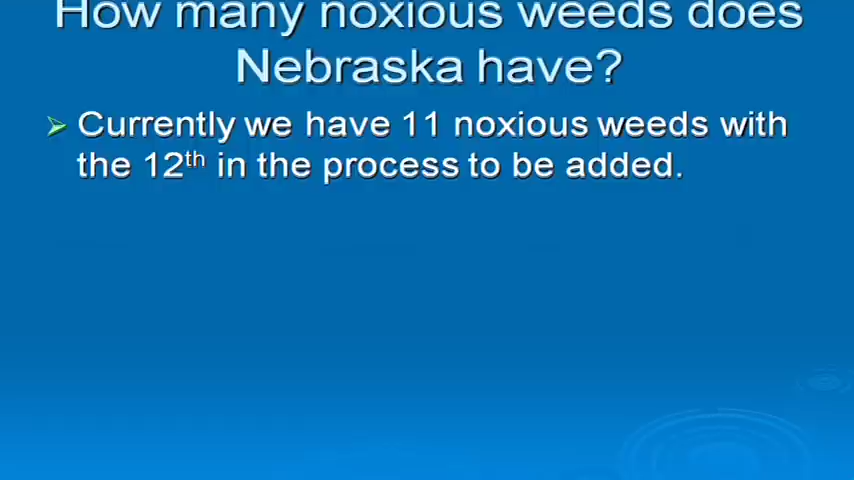 How many noxious weeds does
Nebraska have?
Currently we have 11 noxious weeds with
the 12th in the process to be added.